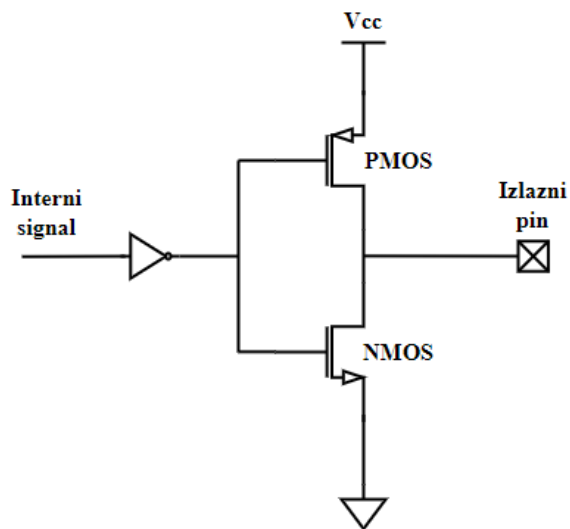 Vcc
PMOS
Interni
signal
Izlazni
pin
NMOS